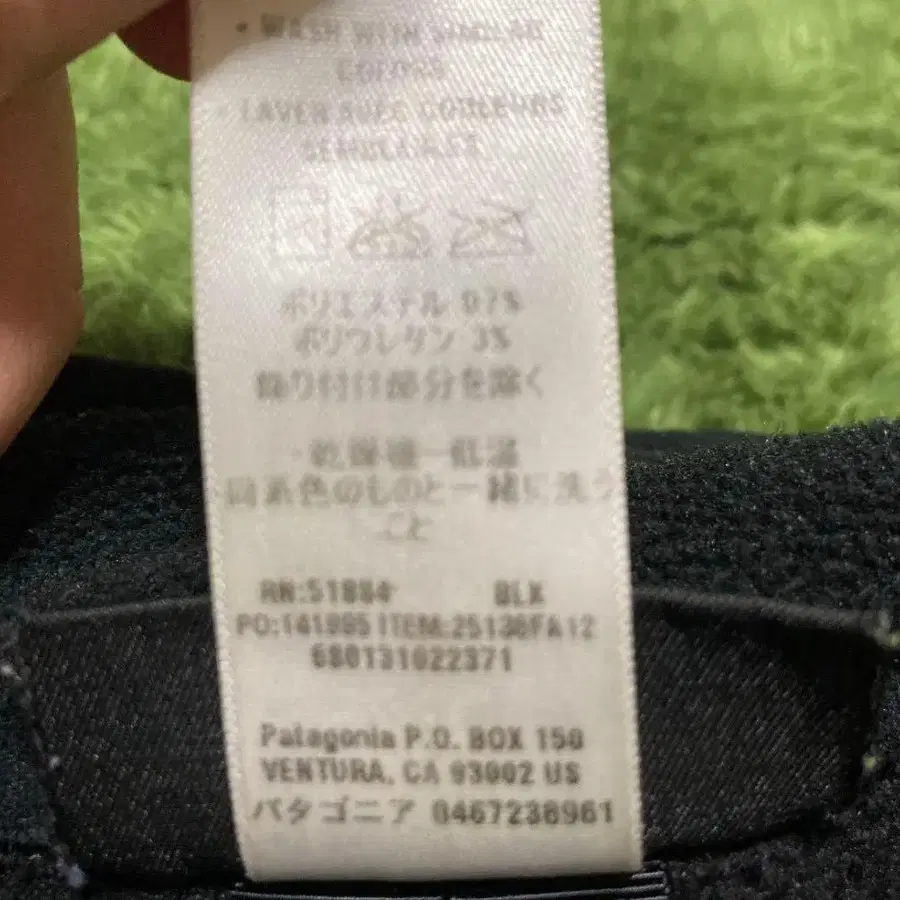 • WASH WITH SIMILAR
COLORS
• LAVER AVEC COULEURS
SEMBLABLES
ポリエステル 97%
ポリウレタン 3%
飾り付け部分を除く
・乾燥機ー低温
同系色のものと一緒に洗う
こと
RN:51884 BLK
PO:141995 ITEM:25136FA12
680131022371
Patagonia P.O. BOX 150
VENTURA, CA 93002 US
パタゴニア 0467238961